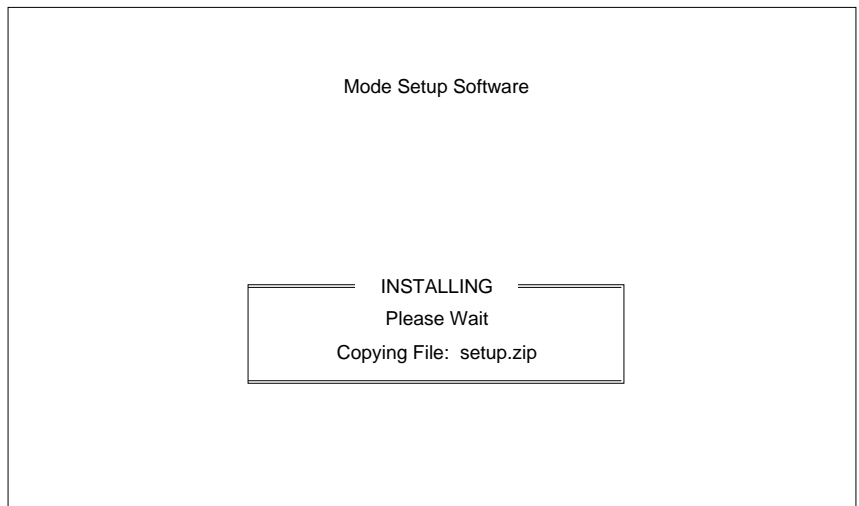 Mode Setup Software
INSTALLING
Please Wait
Copying File: setup.zip